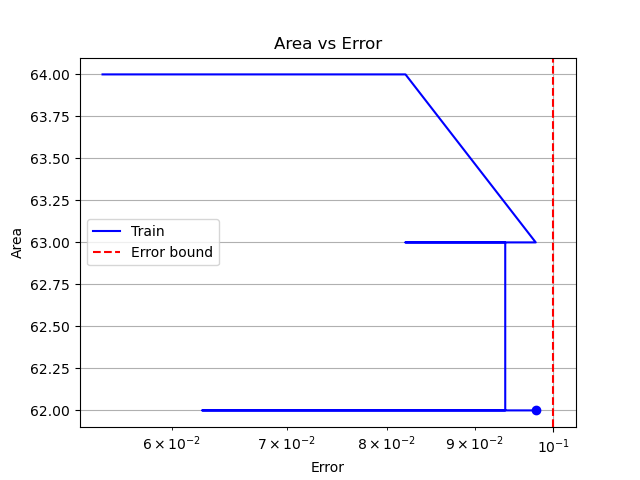 Area vs Error
64.00
63.75
63.50
63.25
63.00
62.75
62.50
62.25
62.00
Area
Train
Error bound
6 × 10⁻²
7 × 10⁻²
8 × 10⁻²
9 × 10⁻²
10⁻¹
Error